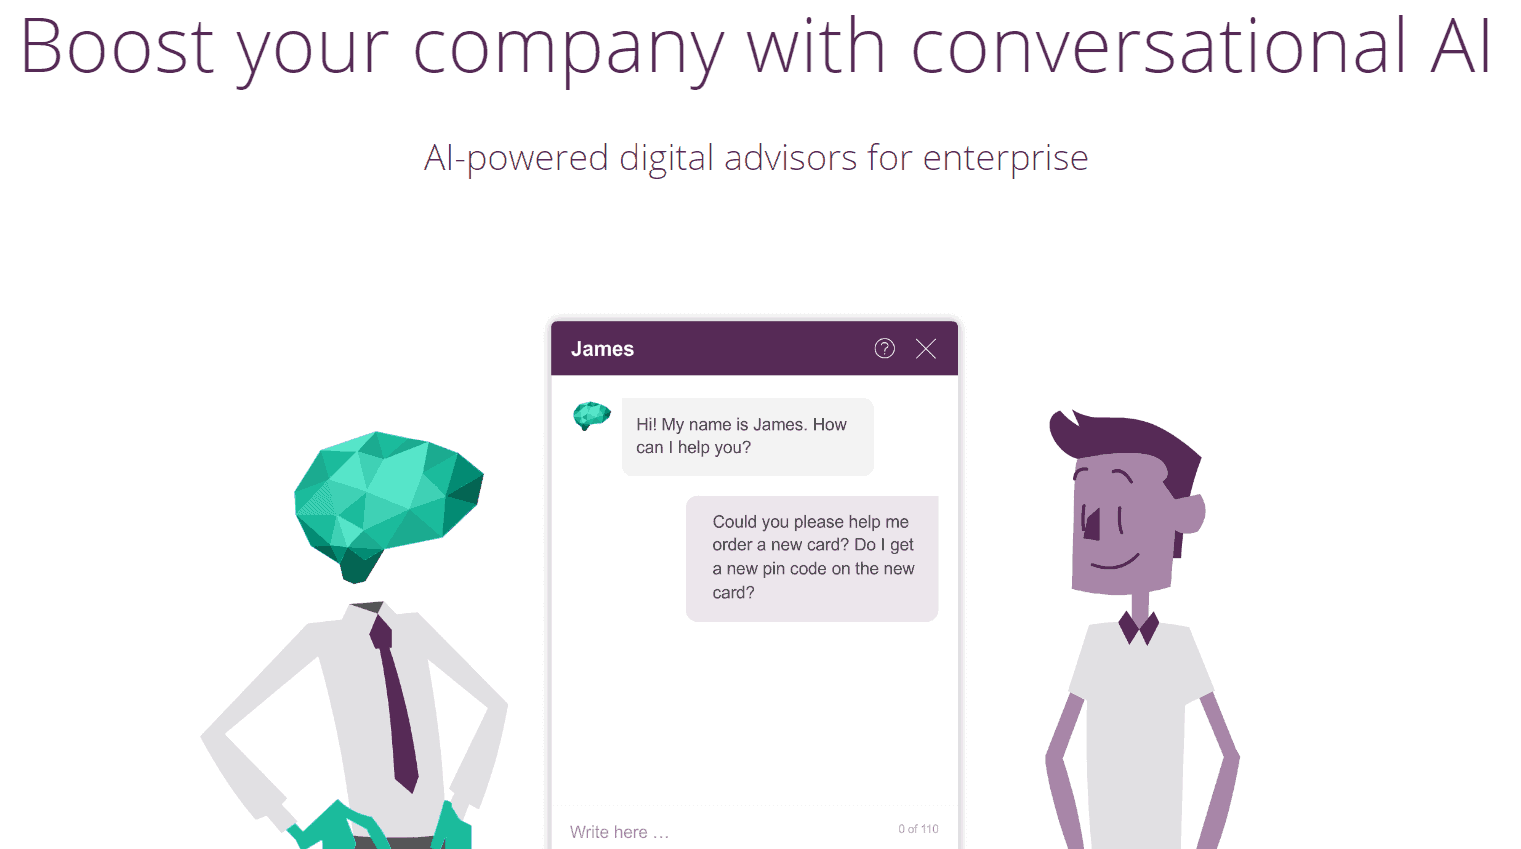 Boost your company with conversational AI
AI-powered digital advisors for enterprise
James
?
Hi! My name is James. How
can I help you?
Could you please help me
order a new card? Do I get
a new pin code on the new
card?
Write here ...
0 of 110